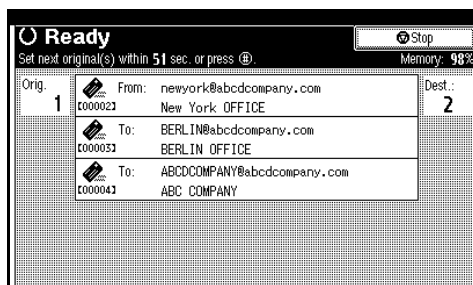 Ready
Stop
Set next original(s) within 51 sec. or press #.
Memory: 98%
Orig.
1
From: newyork@abcdcompany.com
[00002] New York OFFICE
To: BERLIN@abcdcompany.com
[00003] BERLIN OFFICE
To: ABCDCOMPANY@abcdcompany.com
[00004] ABC COMPANY
Dest.:
2